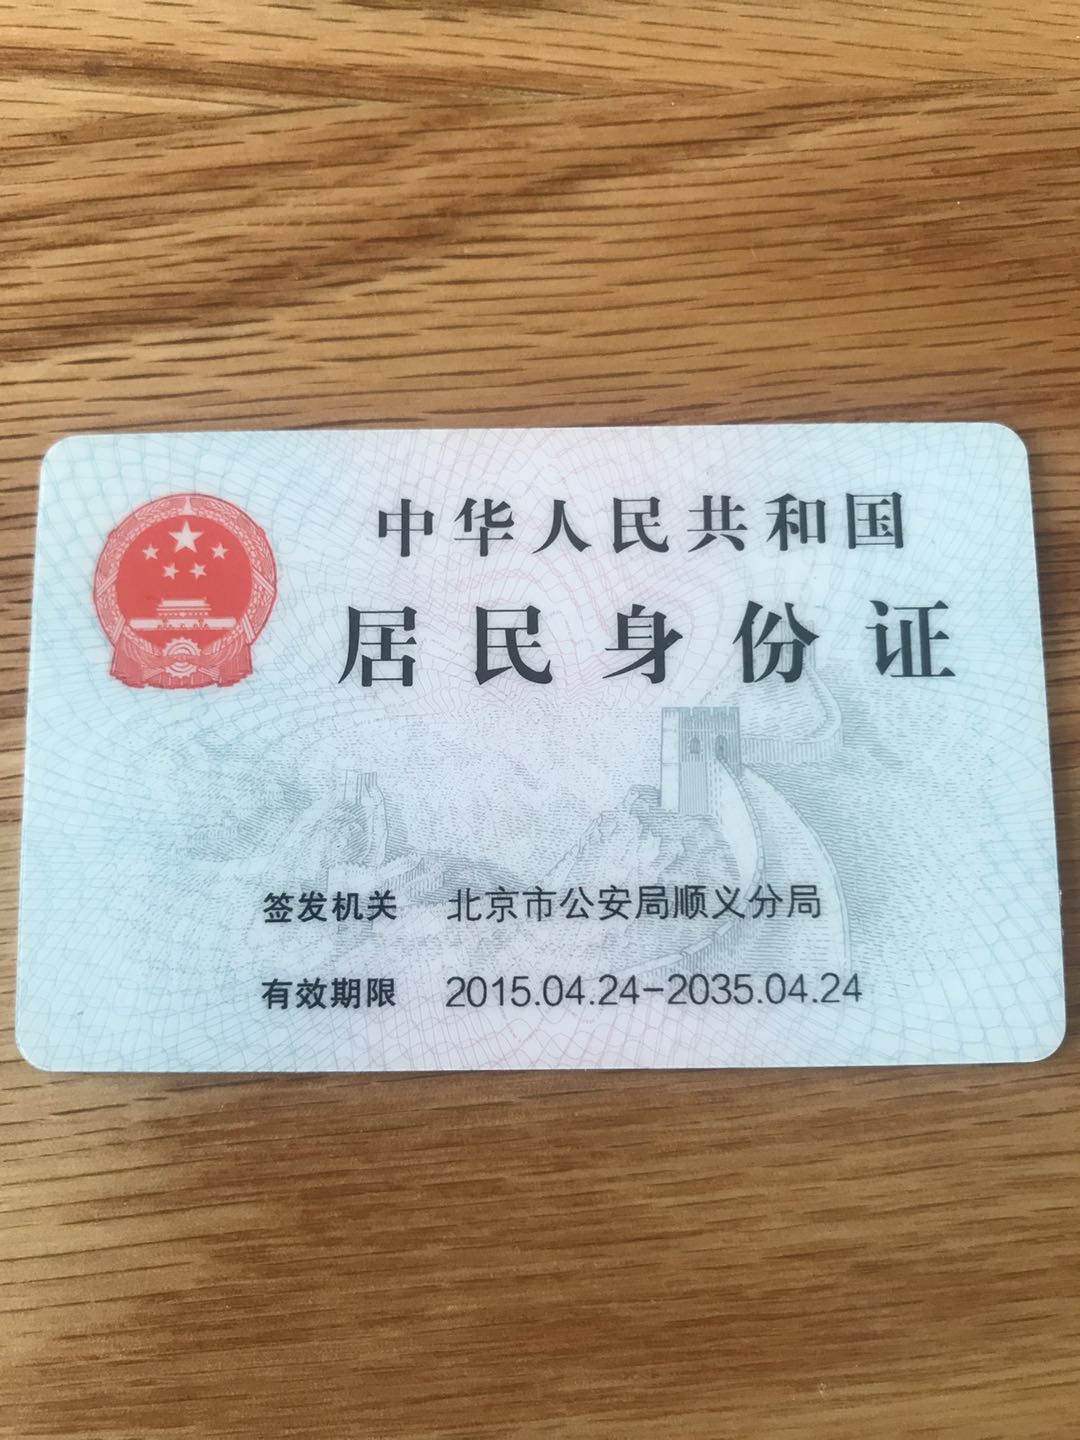 中华人民共和国
居民身份证
签发机关 北京市公安局顺义分局
有效期限 2015.04.24-2035.04.24